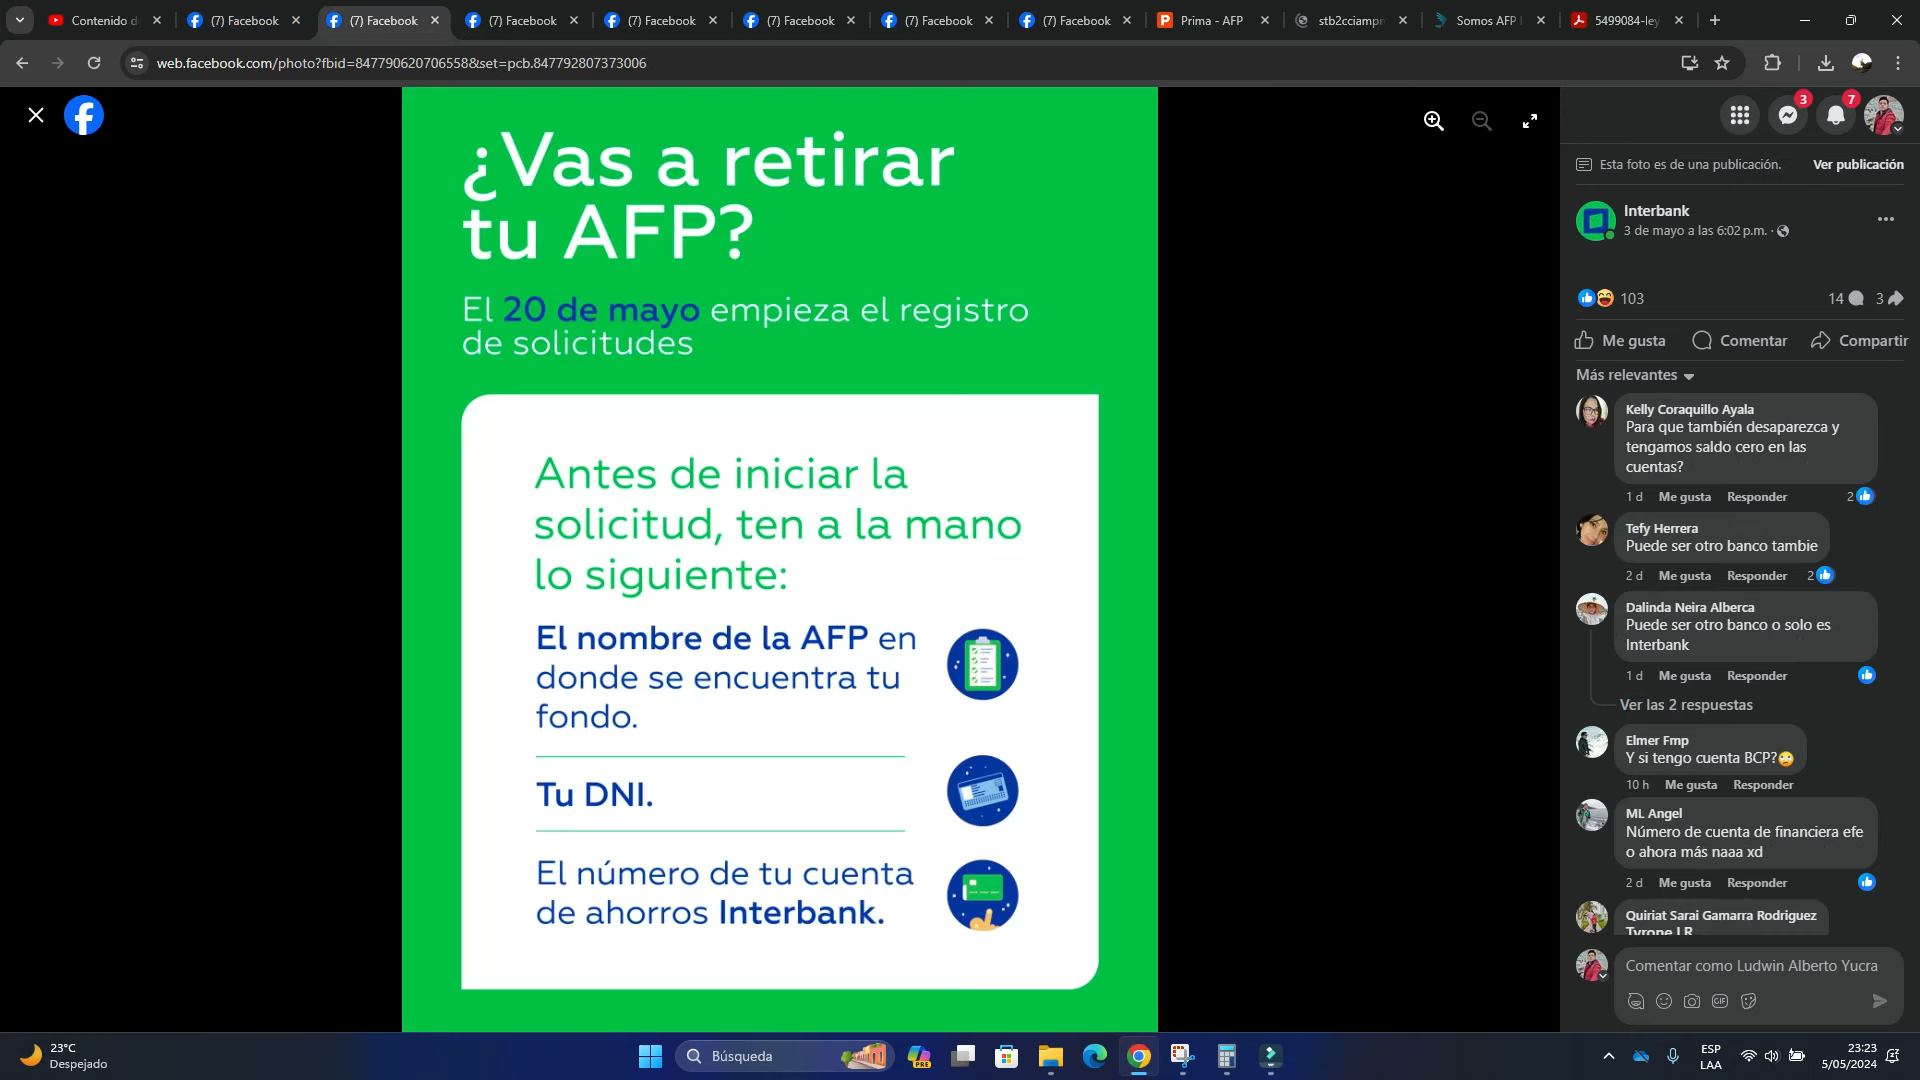 Contenido d
(7) Facebook
(7) Facebook
(7) Facebook
(7) Facebook
(7) Facebook
(7) Facebook
(7) Facebook
Prima - AFP
stb2cciampr
Somos AFP
5499084-ley
web.facebook.com/photo?fbid=847790620706558&set=pcb.847792807373006
¿Vas a retirar
tu AFP?
El 20 de mayo empieza el registro
de solicitudes
Antes de iniciar la
solicitud, ten a la mano
lo siguiente:
El nombre de la AFP en
donde se encuentra tu
fondo.
Tu DNI.
El número de tu cuenta
de ahorros Interbank.
3
7
Esta foto es de una publicación. Ver publicación
Interbank
3 de mayo a las 6:02 p.m. ·
103 14 3
Me gusta Comentar Compartir
Más relevantes
Kelly Coraquillo Ayala
Para que también desaparezca y
tengamos saldo cero en las
cuentas?
1 d Me gusta Responder 2
Tefy Herrera
Puede ser otro banco tambie
2 d Me gusta Responder 2
Dalinda Neira Alberca
Puede ser otro banco o solo es
Interbank
1 d Me gusta Responder
Ver las 2 respuestas
Elmer Fmp
Y si tengo cuenta BCP?🙄
10 h Me gusta Responder
ML Angel
Número de cuenta de financiera efe
o ahora más naaa xd
2 d Me gusta Responder
Quiriat Sarai Gamarra Rodriguez
Tyrone LR
Comentar como Ludwin Alberto Yucra
GIF
23°C
Despejado
Búsqueda
PRE
ESP
LAA
23:23
5/05/2024